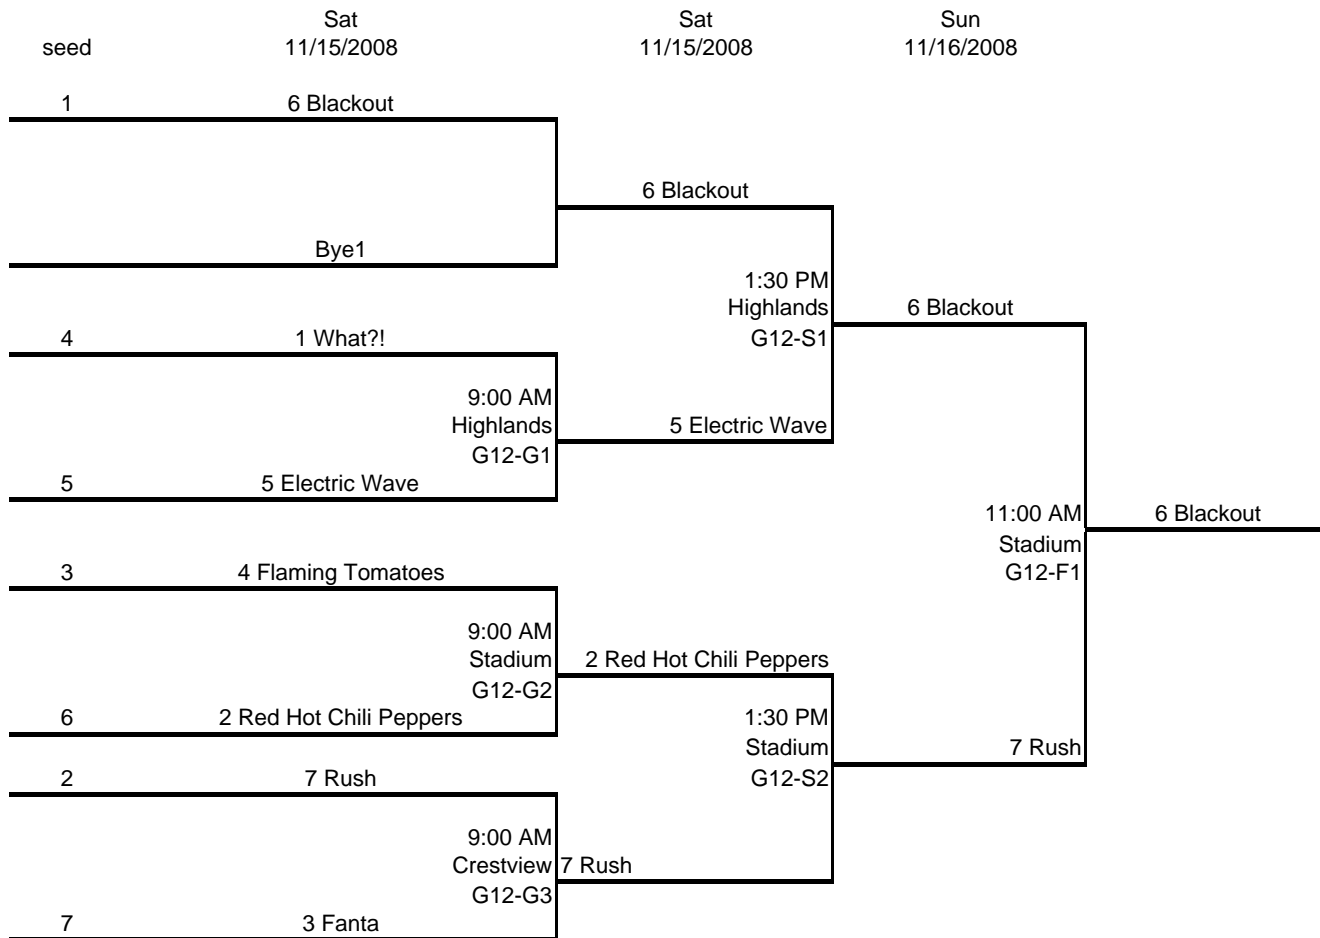 Sat Sat Sun
seed 11/15/2008 11/15/2008 11/16/2008
1 6 Blackout
6 Blackout
Bye1
1:30 PM
Highlands 6 Blackout
4 1 What?! G12-S1
9:00 AM
Highlands 5 Electric Wave
G12-G1
5 5 Electric Wave
11:00 AM 6 Blackout
Stadium
3 4 Flaming Tomatoes G12-F1
9:00 AM
Stadium 2 Red Hot Chili Peppers
G12-G2
6 2 Red Hot Chili Peppers 1:30 PM
Stadium 7 Rush
2 7 Rush G12-S2
9:00 AM
Crestview 7 Rush
G12-G3
7 3 Fanta